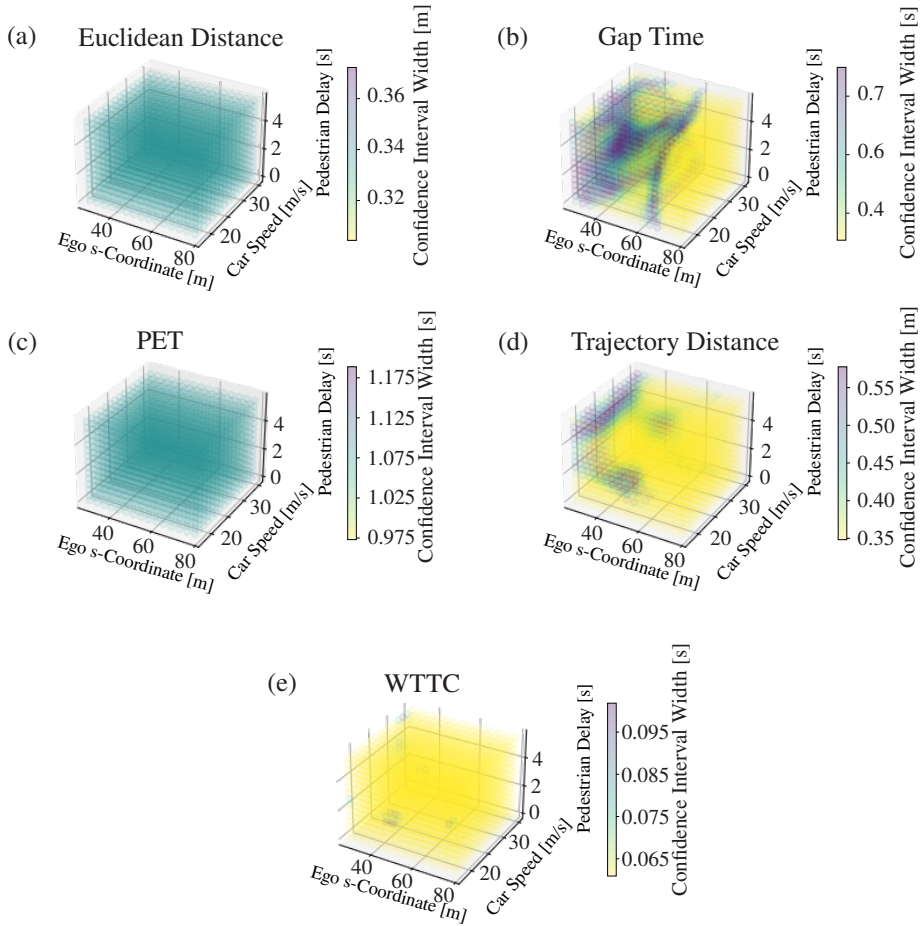 (a) Euclidean Distance
Pedestrian Delay [s]
4
2
0
30
20
Car Speed [m/s]
40
60
80
Ego s-Coordinate [m]
0.36
0.34
0.32
Confidence Interval Width [m]
(b) Gap Time
Pedestrian Delay [s]
4
2
0
30
20
Car Speed [m/s]
40
60
80
Ego s-Coordinate [m]
0.7
0.6
0.4
Confidence Interval Width [s]
(c) PET
Pedestrian Delay [s]
4
2
0
30
20
Car Speed [m/s]
40
60
80
Ego s-Coordinate [m]
1.175
1.125
1.075
1.025
0.975
Confidence Interval Width [s]
(d) Trajectory Distance
Pedestrian Delay [s]
4
2
0
30
20
Car Speed [m/s]
40
60
80
Ego s-Coordinate [m]
0.55
0.50
0.45
0.40
0.35
Confidence Interval Width [m]
(e) WTTC
Pedestrian Delay [s]
4
2
0
30
20
Car Speed [m/s]
40
60
80
Ego s-Coordinate [m]
0.095
0.085
0.075
0.065
Confidence Interval Width [s]